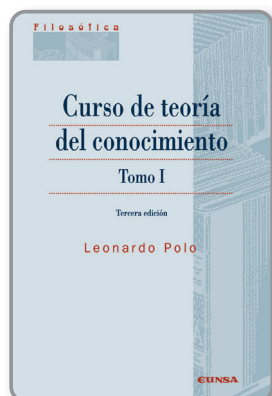 Filosófica
Curso de teoría
del conocimiento
Tomo I
Tercera edición
Leonardo Polo
EUNSA